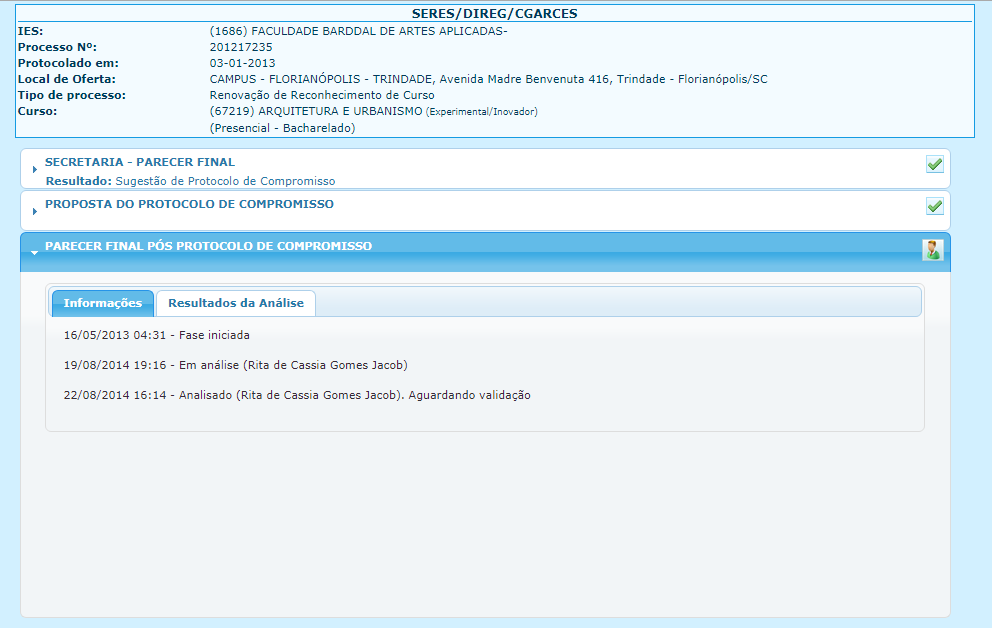 SERES/DIREG/CGARCES
IES: (1686) FACULDADE BARDDAL DE ARTES APLICADAS-
Processo Nº: 201217235
Protocolado em: 03-01-2013
Local de Oferta: CAMPUS - FLORIANÓPOLIS - TRINDADE, Avenida Madre Benvenuta 416, Trindade - Florianópolis/SC
Tipo de processo: Renovação de Reconhecimento de Curso
Curso: (67219) ARQUITETURA E URBANISMO (Experimental/Inovador)
(Presencial - Bacharelado)
SECRETARIA - PARECER FINAL
Resultado: Sugestão de Protocolo de Compromisso
PROPOSTA DO PROTOCOLO DE COMPROMISSO
PARECER FINAL PÓS PROTOCOLO DE COMPROMISSO
Informações Resultados da Análise
16/05/2013 04:31 - Fase iniciada
19/08/2014 19:16 - Em análise (Rita de Cassia Gomes Jacob)
22/08/2014 16:14 - Analisado (Rita de Cassia Gomes Jacob). Aguardando validação